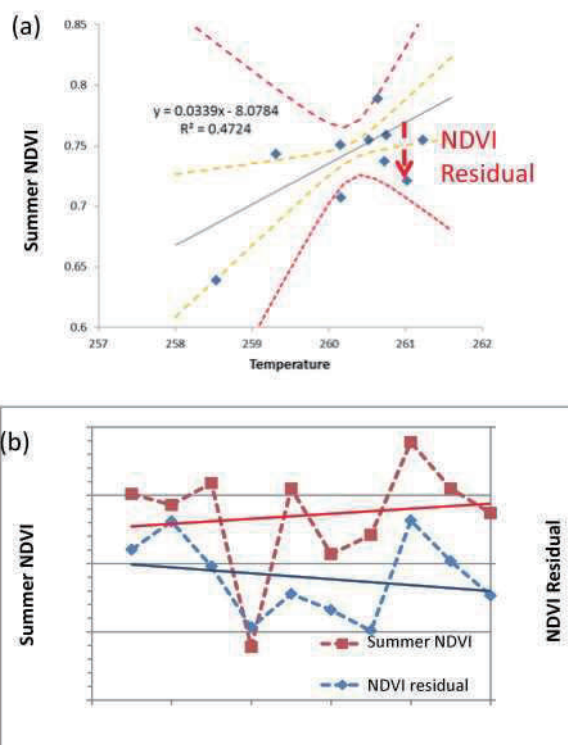 (a)
Summer NDVI
0.85
0.8
0.75
0.7
0.65
0.6
y = 0.0339x - 8.0784
R² = 0.4724
NDVI
Residual
257
258
259
260
261
262
Temperature
(b)
Summer NDVI
NDVI Residual
Summer NDVI
NDVI residual